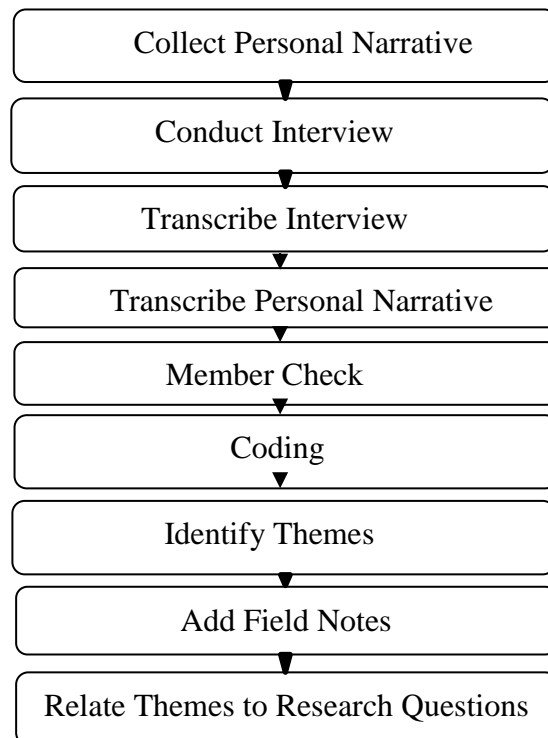 Collect Personal Narrative
Conduct Interview
Transcribe Interview
Transcribe Personal Narrative
Member Check
Coding
Identify Themes
Add Field Notes
Relate Themes to Research Questions